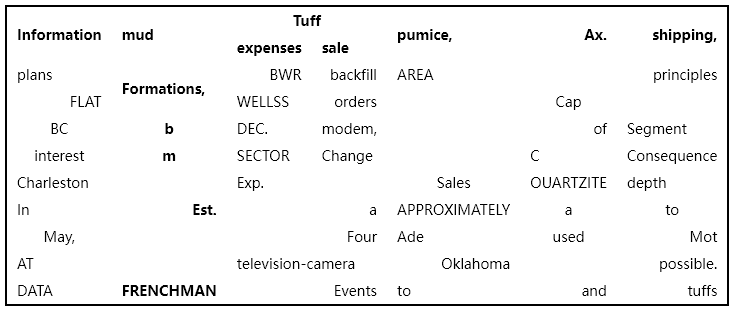 Tuff
Information mud pumice, Ax. shipping,
expenses sale
plans BWR backfill AREA principles
Formations,
FLAT WELLSS orders Cap
BC b DEC. modem, of Segment
interest m SECTOR Change C Consequence
Charleston Exp. Sales OUARTZITE depth
In Est. a APPROXIMATELY a to
May, Four Ade used Mot
AT television-camera Oklahoma possible.
DATA FRENCHMAN Events to and tuffs